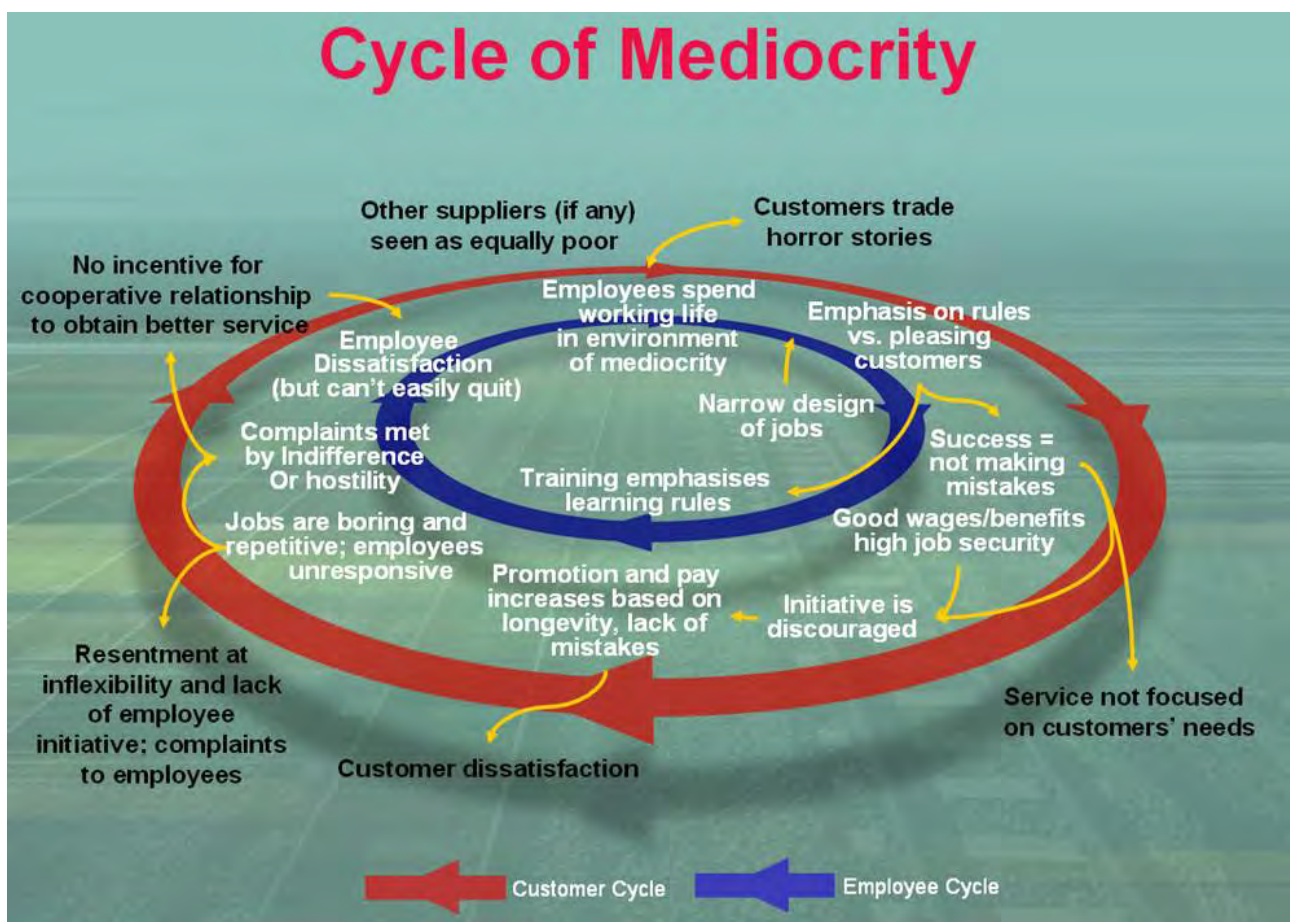 Cycle of Mediocrity
Other suppliers (if any)
seen as equally poor
Customers trade
horror stories
No incentive for
cooperative relationship
to obtain better service
Employees spend
working life
in environment
of mediocrity
Emphasis on rules
vs. pleasing
customers
Employee
Dissatisfaction
(but can't easily quit)
Narrow design
of jobs
Complaints met
by Indifference
Or hostility
Success =
not making
mistakes
Training emphasises
learning rules
Good wages/benefits
high job security
Jobs are boring and
repetitive; employees
unresponsive
Promotion and pay
increases based on
longevity, lack of
mistakes
Initiative is
discouraged
Resentment at
inflexibility and lack
of employee
initiative; complaints
to employees
Service not focused
on customers' needs
Customer dissatisfaction
Customer Cycle
Employee Cycle